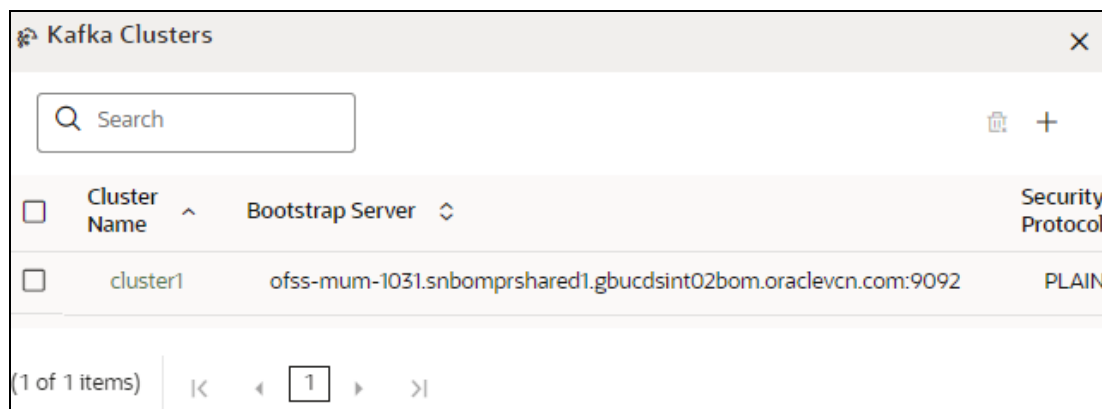 Kafka Clusters
Search
Cluster Name
Bootstrap Server
Security Protocol
cluster1
ofss-mum-1031.snbomprshared1.gbucdsint02bom.oraclevcn.com:9092
PLAIN
(1 of 1 items)
1